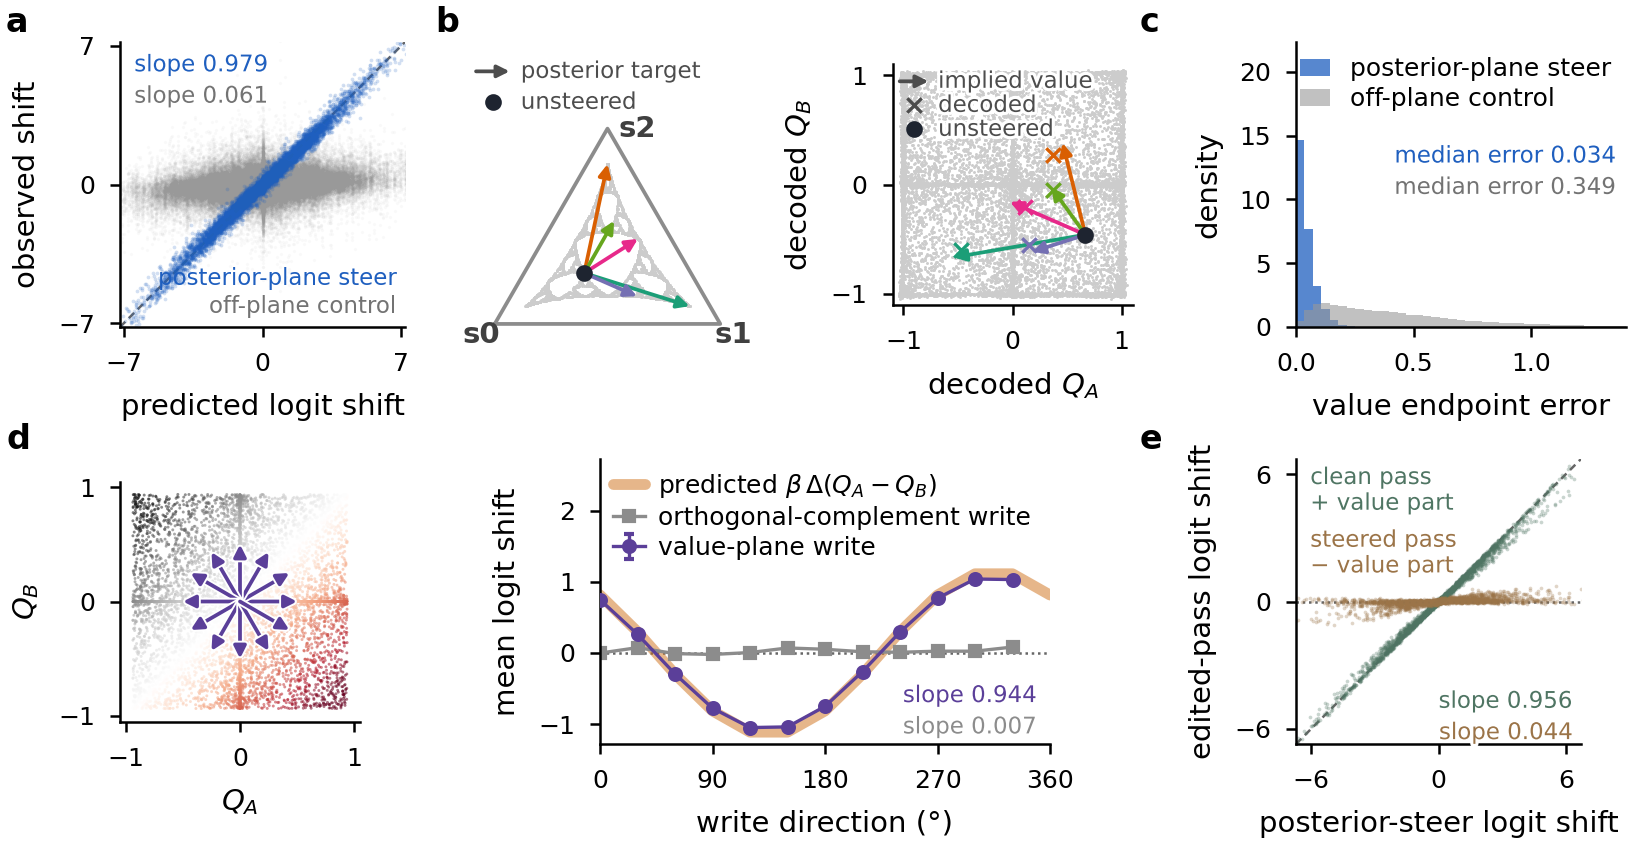 a
7
0
−7
observed shift
slope 0.979
slope 0.061
posterior-plane steer
off-plane control
−7
0
7
predicted logit shift
b
posterior target
unsteered
s2
s0
s1
1
0
−1
decoded Q_B
implied value
decoded
unsteered
−1
0
1
decoded Q_A
c
20
15
10
5
0
density
posterior-plane steer
off-plane control
median error 0.034
median error 0.349
0.0
0.5
1.0
value endpoint error
d
1
0
−1
Q_B
−1
0
1
Q_A
2
1
0
−1
mean logit shift
predicted β Δ(Q_A − Q_B)
orthogonal-complement write
value-plane write
slope 0.944
slope 0.007
0
90
180
270
360
write direction (°)
e
6
0
−6
edited-pass logit shift
clean pass
+ value part
steered pass
− value part
slope 0.956
slope 0.044
−6
0
6
posterior-steer logit shift